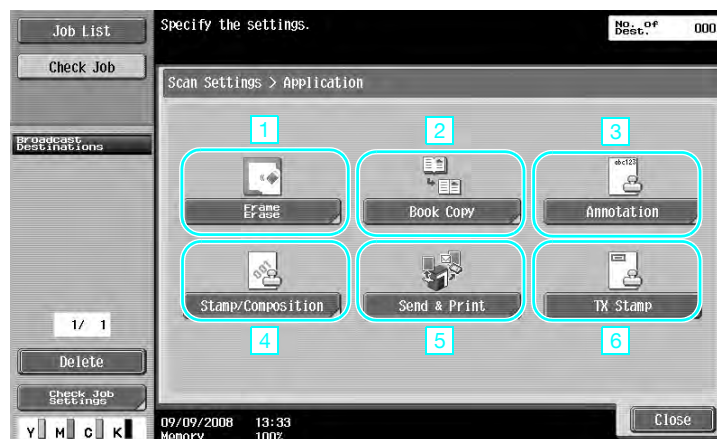 Job List
Specify the settings.
No. of
Dest.
000
Check Job
Scan Settings > Application
Broadcast
Destinations
1
2
3
abc123
Frame
Erase
Book Copy
Annotation
001
Stamp/Composition
Send & Print
TX Stamp
4
5
6
1/ 1
Delete
Check Job
Settings
Y M C K
09/09/2008 13:33
Memory 100%
Close